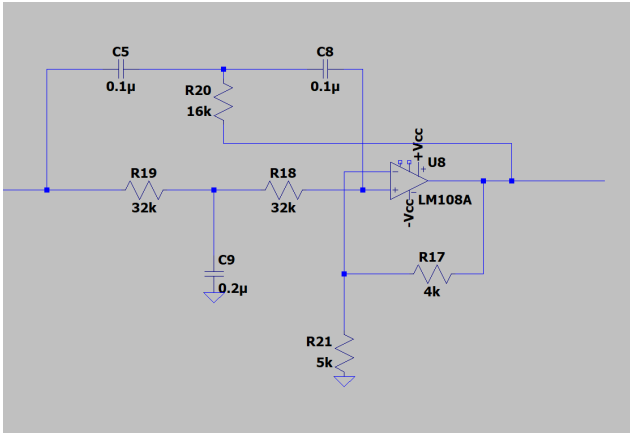 C5
0.1µ
C8
0.1µ
R20
16k
+Vcc
U8
LM108A
-Vcc
R19
32k
R18
32k
C9
0.2µ
R17
4k
R21
5k